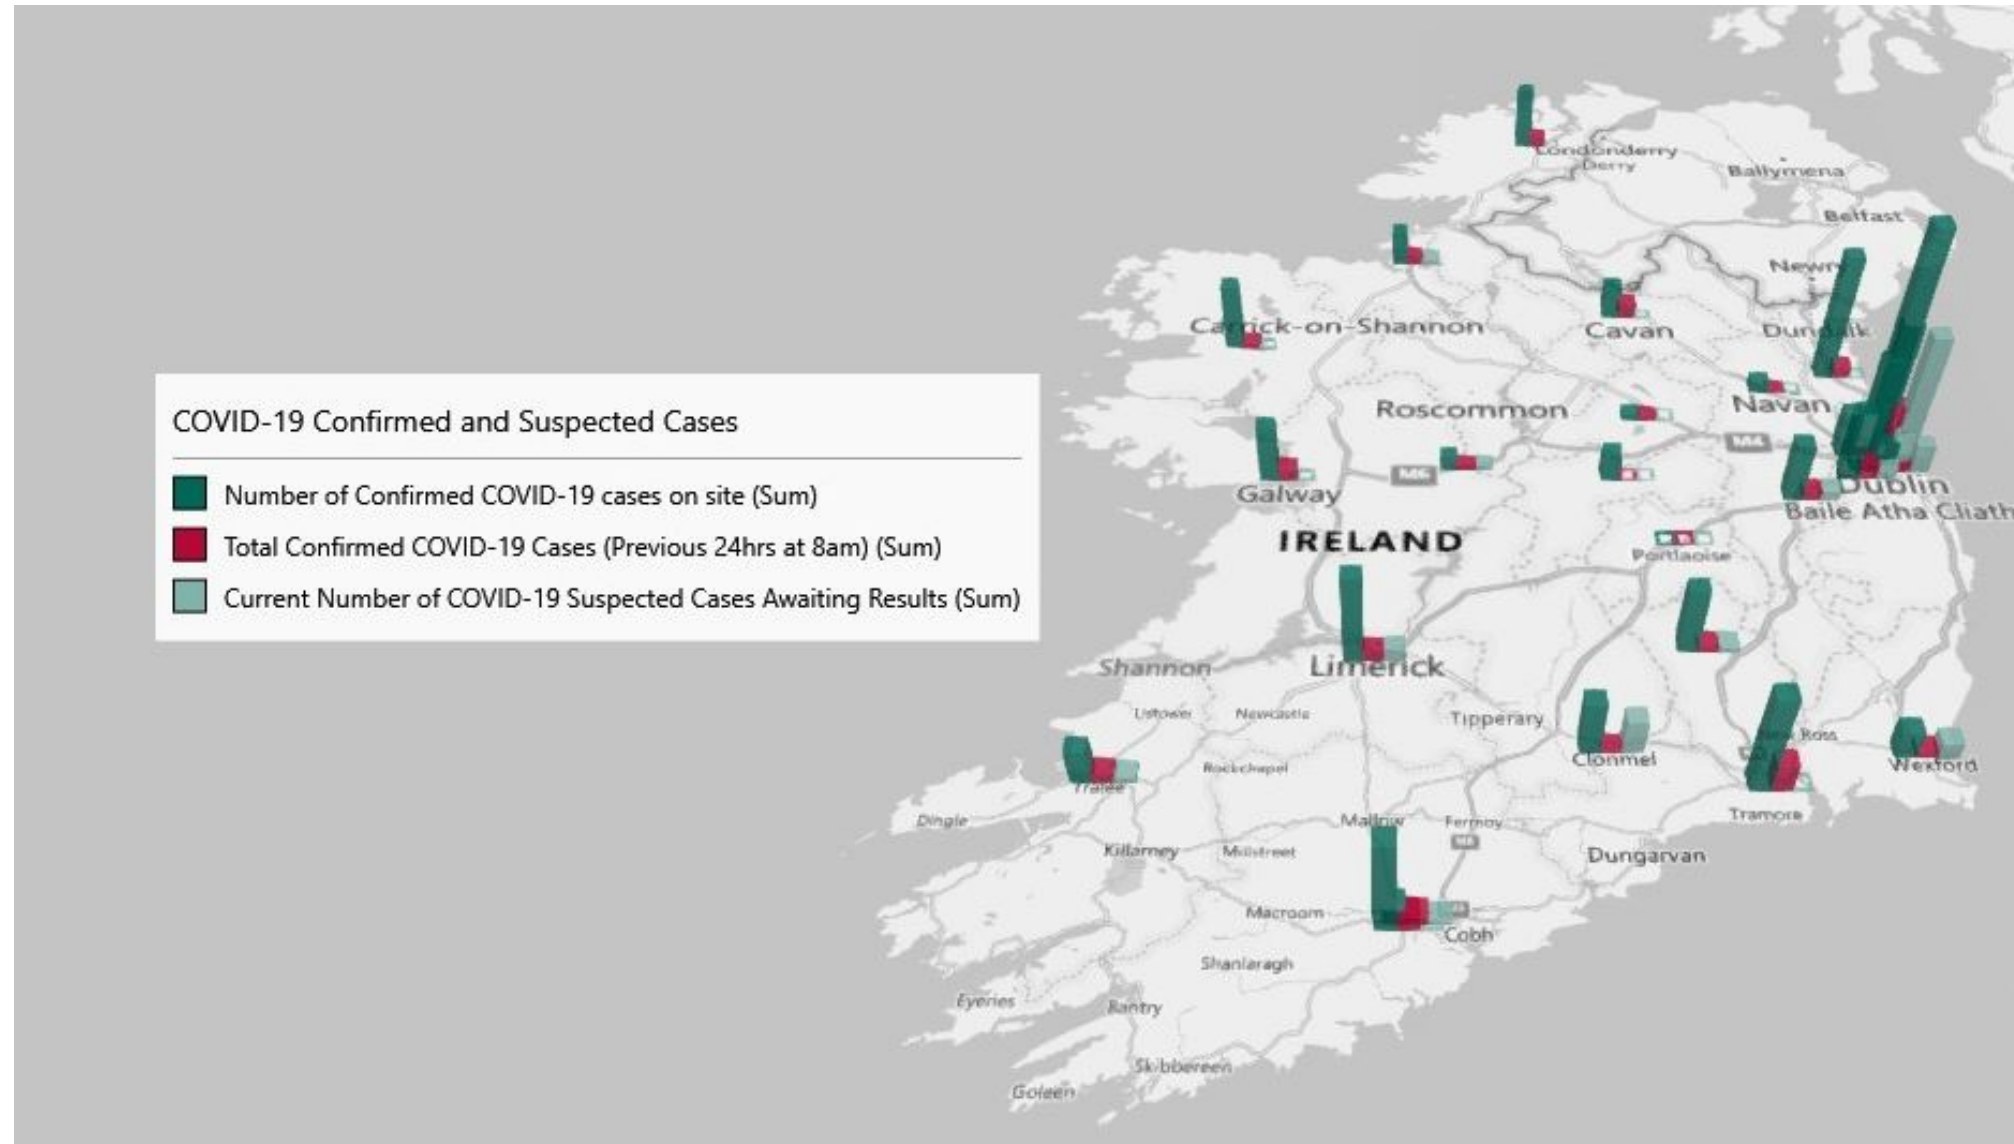 Londonderry
Derry
Ballymena
Belfast
Newry
Carrick-on-Shannon
Cavan
Dundalk
Roscommon
Navan
M4
COVID-19 Confirmed and Suspected Cases
M6
Galway
Dublin
Baile Atha Cliath
Number of Confirmed COVID-19 cases on site (Sum)
IRELAND
Total Confirmed COVID-19 Cases (Previous 24hrs at 8am) (Sum)
Portlaoise
Current Number of COVID-19 Suspected Cases Awaiting Results (Sum)
Shannon
Limerick
Listowel
Newcastle
Tipperary
Ross
Clonmel
Wexford
Rockchapel
Tralee
Dingle
Mallow
Fermoy
Tramore
Killarney
Millstreet
Dungarvan
Macroom
Cobh
Shanlaragh
Eyeries
Bantry
Skibbereen
Goleen